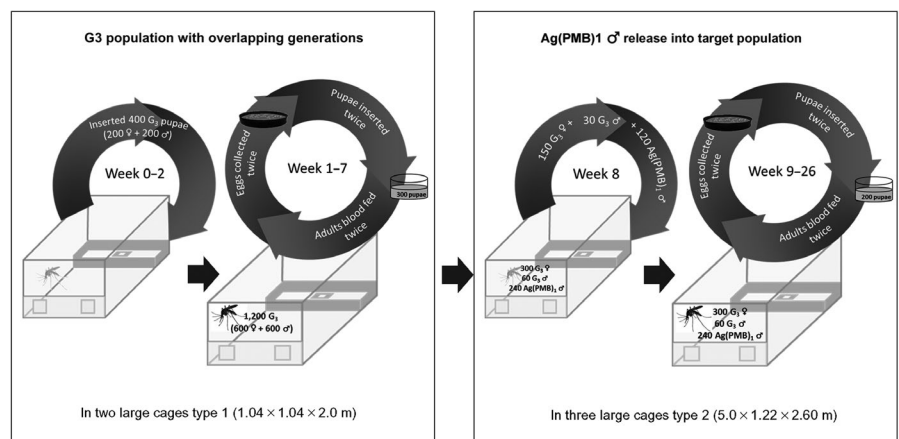 G3 population with overlapping generations
Inserted 400 G₃ pupae
(200 ♀ + 200 ♂)
Week 0–2
Pupae inserted
twice
Eggs collected
twice
Week 1–7
300 pupae
Adults blood fed
twice
1,200 G₃
(600 ♀ + 600 ♂)
In two large cages type 1 (1.04 × 1.04 × 2.0 m)
Ag(PMB)1 ♂ release into target population
150 G₃ ♀ + 30 G₃ ♂ + 120 Ag(PMB)₁ ♂
Week 8
300 G₃ ♀
60 G₃ ♂
240 Ag(PMB)₁ ♂
Pupae inserted
twice
Eggs collected
twice
Week 9–26
200 pupae
Adults blood fed
twice
300 G₃ ♀
60 G₃ ♂
240 Ag(PMB)₁ ♂
In three large cages type 2 (5.0 × 1.22 × 2.60 m)